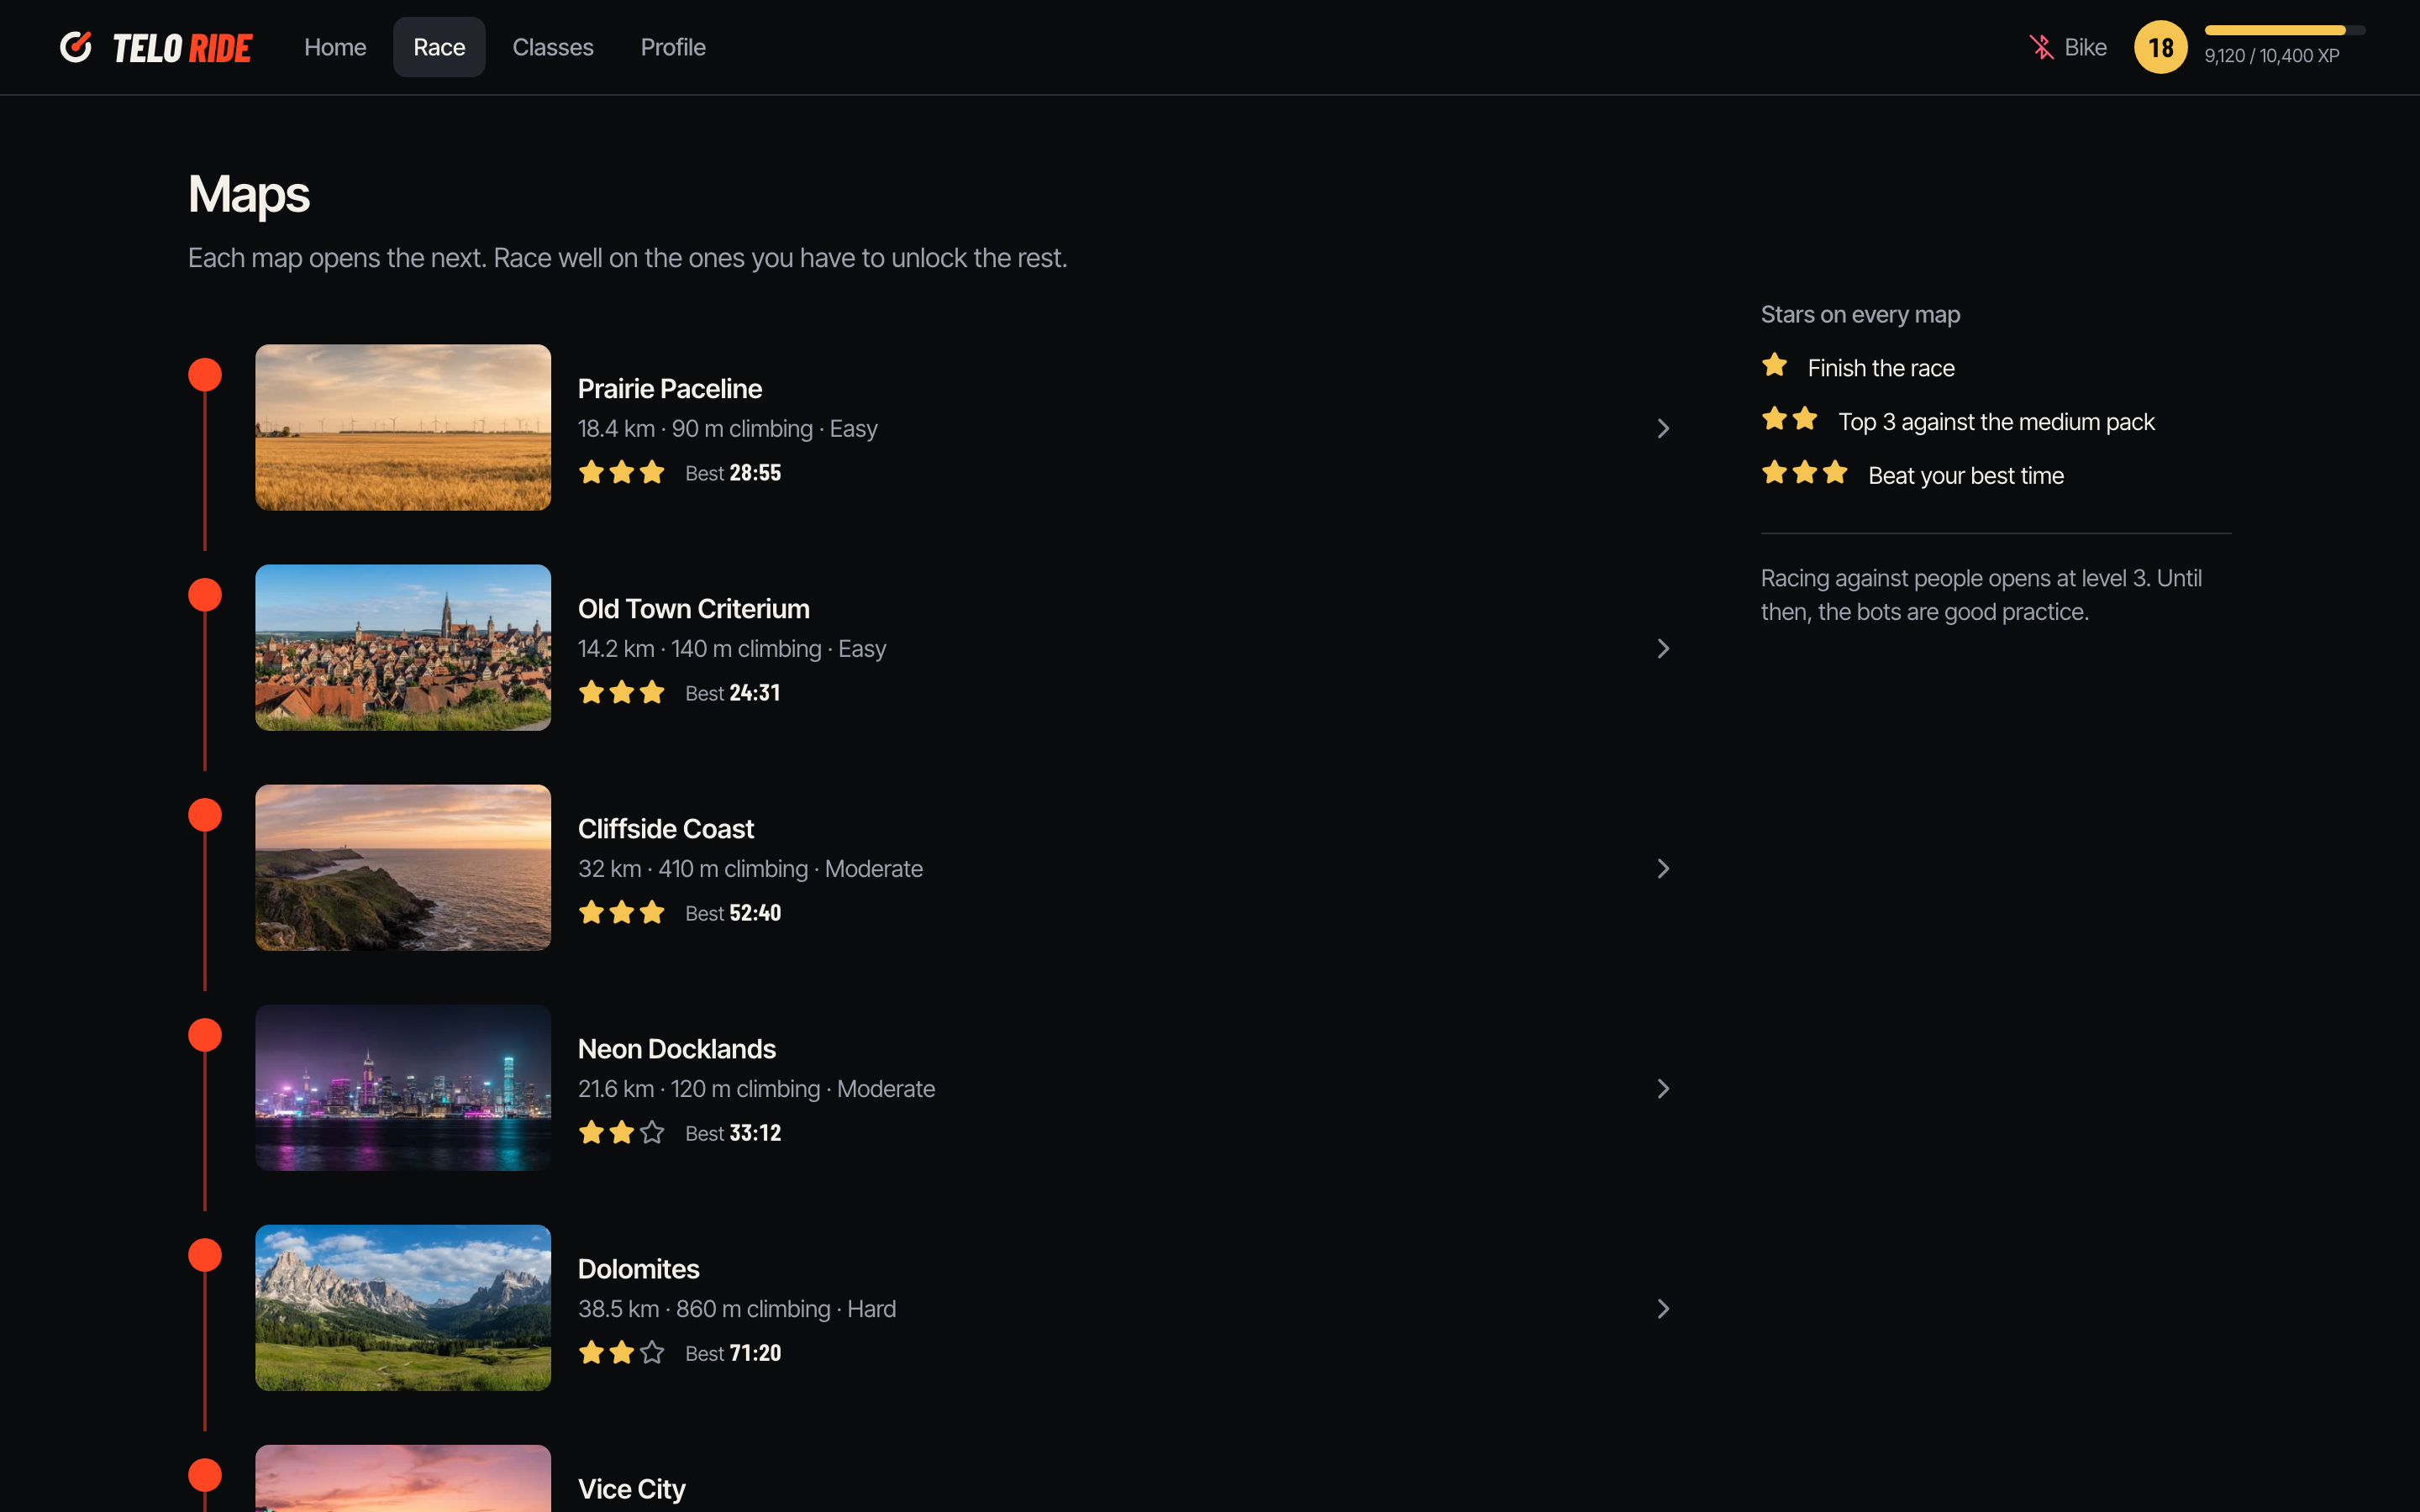 TELO RIDE
Home
Race
Classes
Profile
Bike
18
9,120 / 10,400 XP
Maps
Each map opens the next. Race well on the ones you have to unlock the rest.
Prairie Paceline
18.4 km · 90 m climbing · Easy
Best 28:55
Old Town Criterium
14.2 km · 140 m climbing · Easy
Best 24:31
Cliffside Coast
32 km · 410 m climbing · Moderate
Best 52:40
Neon Docklands
21.6 km · 120 m climbing · Moderate
Best 33:12
Dolomites
38.5 km · 860 m climbing · Hard
Best 71:20
Vice City
Stars on every map
Finish the race
Top 3 against the medium pack
Beat your best time
Racing against people opens at level 3. Until
then, the bots are good practice.